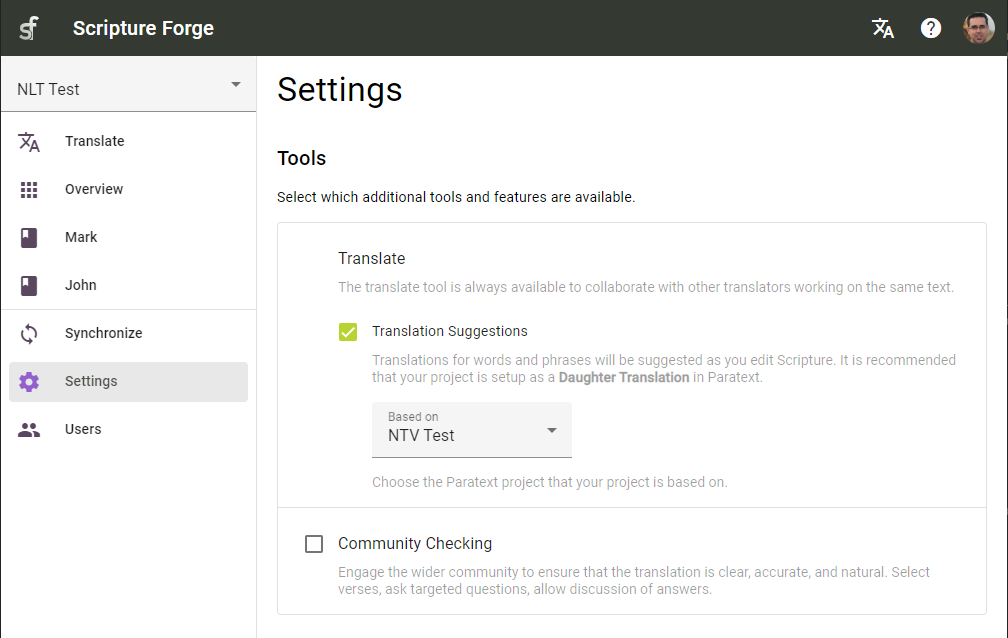 sf
Scripture Forge
NLT Test
Translate
Overview
Mark
John
Synchronize
Settings
Users
Settings
Tools
Select which additional tools and features are available.
Translate
The translate tool is always available to collaborate with other translators working on the same text.
Translation Suggestions
Translations for words and phrases will be suggested as you edit Scripture. It is recommended
that your project is setup as a Daughter Translation in Paratext.
Based on
NTV Test
Choose the Paratext project that your project is based on.
Community Checking
Engage the wider community to ensure that the translation is clear, accurate, and natural. Select
verses, ask targeted questions, allow discussion of answers.